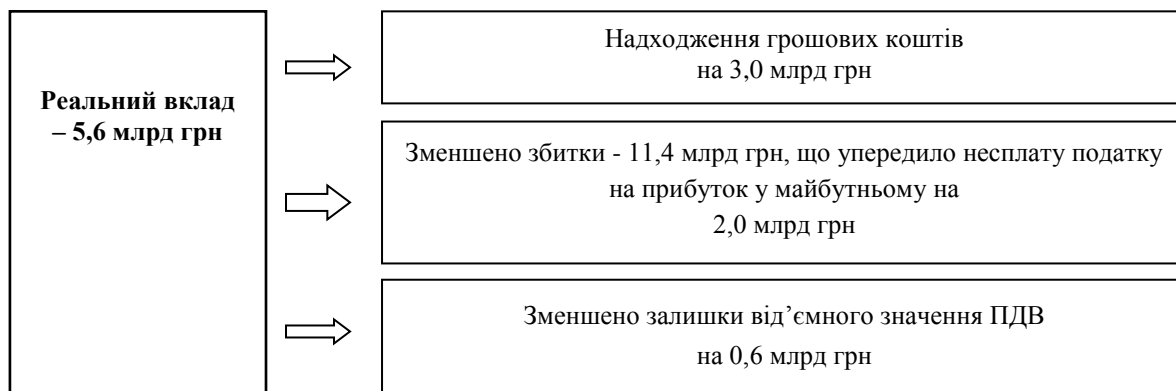 Реальний вклад
– 5,6 млрд грн
Надходження грошових коштів
на 3,0 млрд грн
Зменшено збитки - 11,4 млрд грн, що упередило несплату податку
на прибуток у майбутньому на
2,0 млрд грн
Зменшено залишки від’ємного значення ПДВ
на 0,6 млрд грн